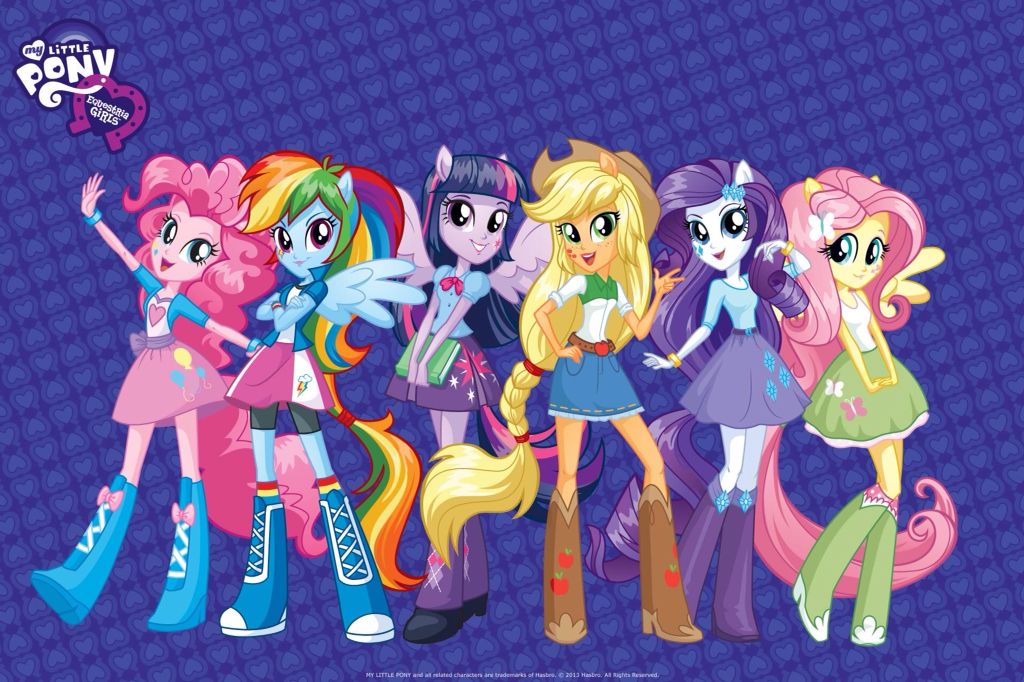 my LITTLE
PONY
EQUESTRIA
GIRLS
MY LITTLE PONY and all related characters are trademarks of Hasbro. © 2013 Hasbro. All Rights Reserved.